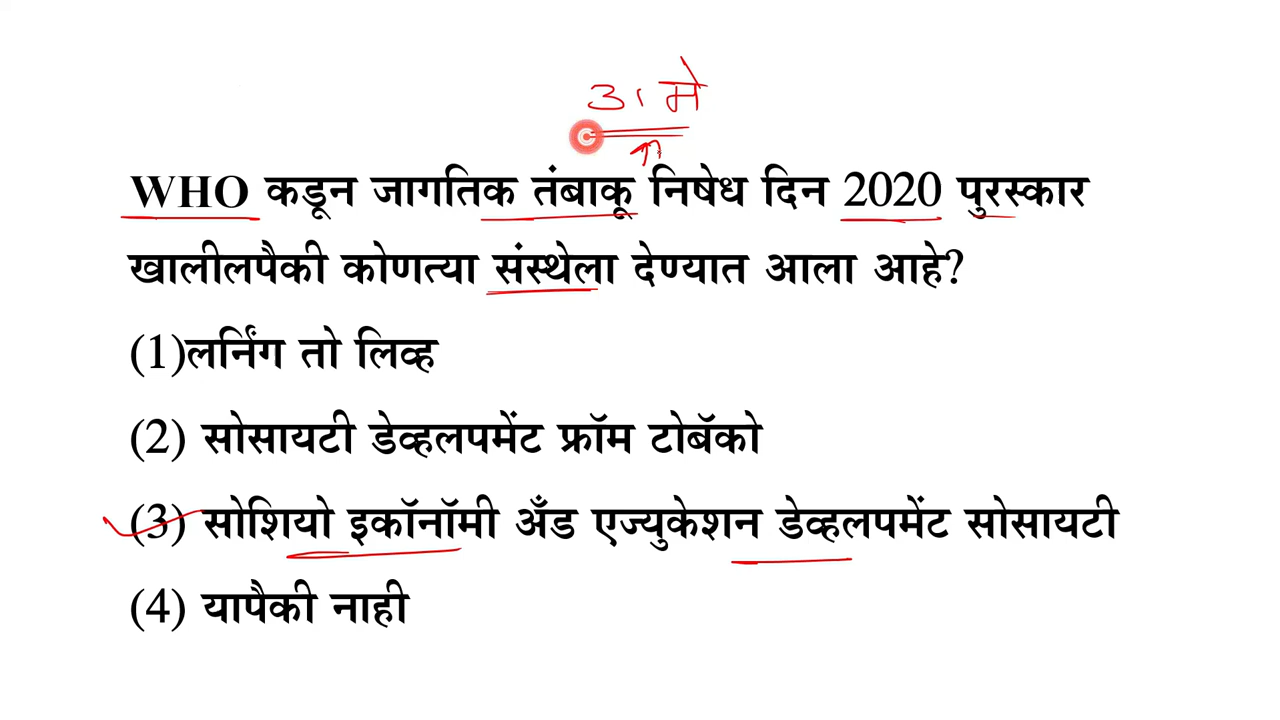 31 मे
WHO कडून जागतिक तंबाकू निषेध दिन 2020 पुरस्कार
खालीलपैकी कोणत्या संस्थेला देण्यात आला आहे?
(1)लर्निंग तो लिव्ह
(2) सोसायटी डेव्हलपमेंट फ्रॉम टोबॅको
(3) सोशियो इकॉनॉमी अँड एज्युकेशन डेव्हलपमेंट सोसायटी
(4) यापैकी नाही